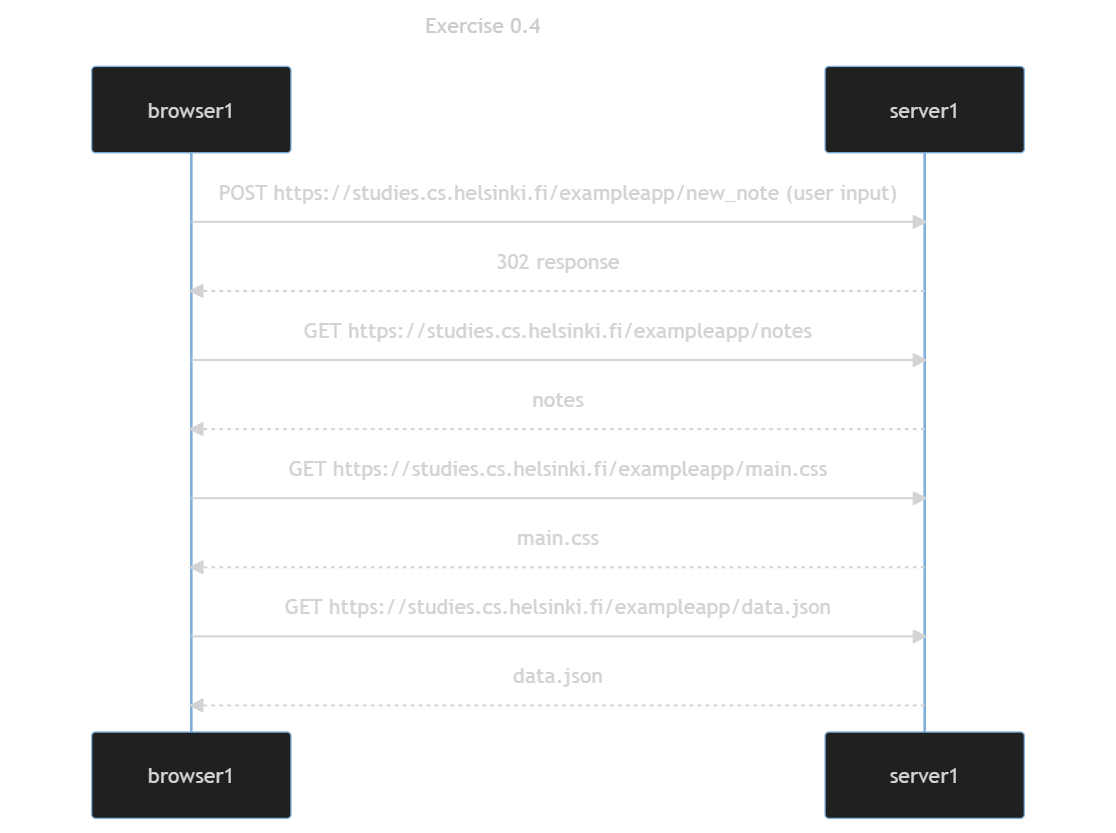 Exercise 0.4
browser1 server1
POST https://studies.cs.helsinki.fi/exampleapp/new_note (user input)
302 response
GET https://studies.cs.helsinki.fi/exampleapp/notes
notes
GET https://studies.cs.helsinki.fi/exampleapp/main.css
main.css
GET https://studies.cs.helsinki.fi/exampleapp/data.json
data.json
browser1 server1